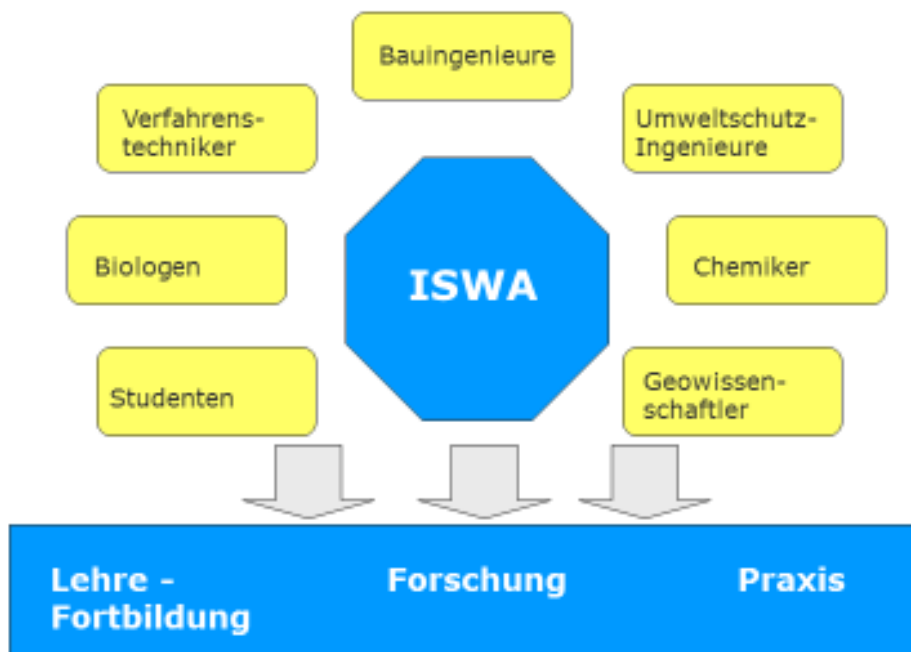 Bauingenieure
Verfahrens-
techniker
Umweltschutz-
Ingenieure
Biologen
ISWA
Chemiker
Studenten
Geowissen-
schaftler
Lehre -
Fortbildung
Forschung
Praxis